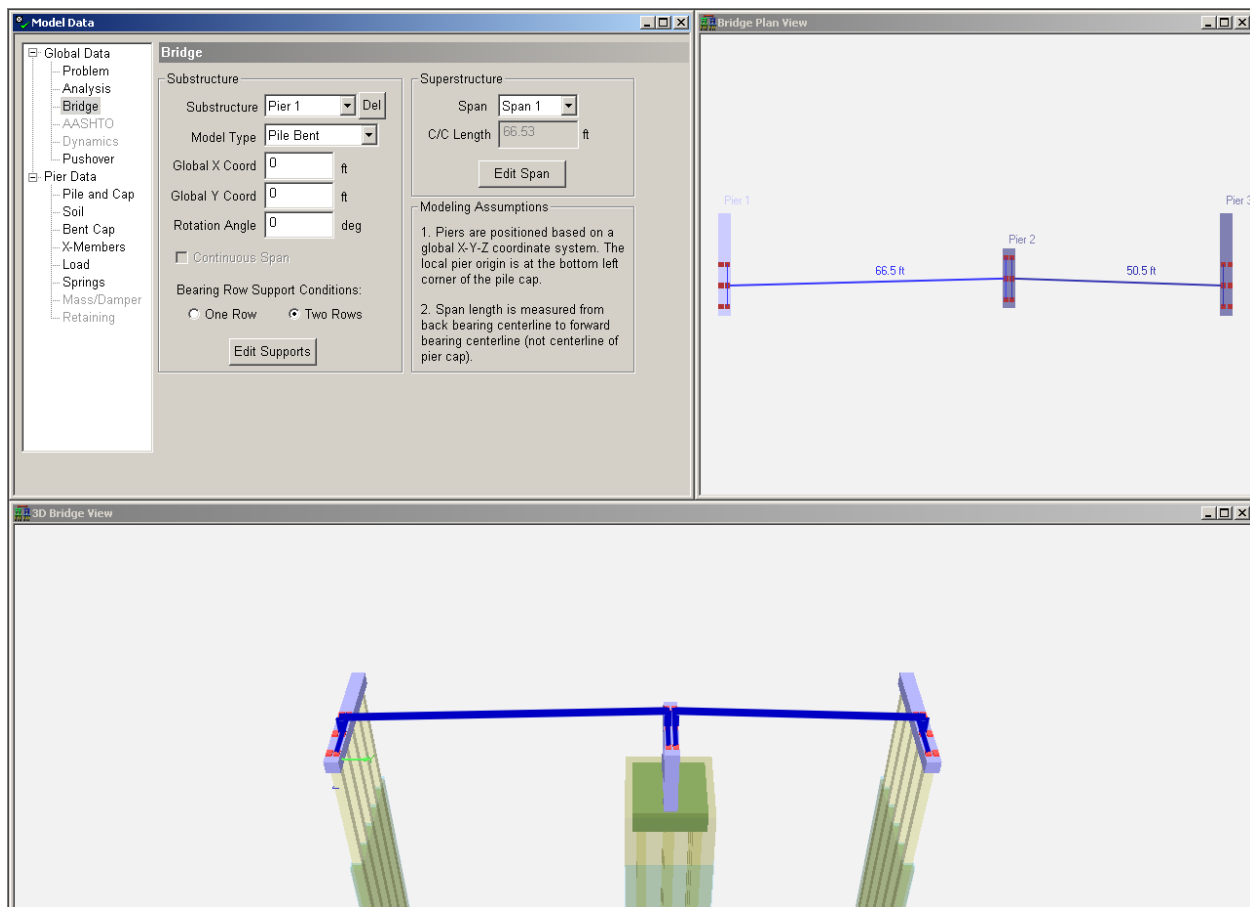 Model Data
Global Data
Problem
Analysis
Bridge
AASHTO
Dynamics
Pushover
Pier Data
Pile and Cap
Soil
Bent Cap
X-Members
Load
Springs
Mass/Damper
Retaining
Bridge
Substructure
Substructure Pier 1 Del
Model Type Pile Bent
Global X Coord 0 ft
Global Y Coord 0 ft
Rotation Angle 0 deg
Continuous Span
Bearing Row Support Conditions:
One Row Two Rows
Edit Supports
Superstructure
Span Span 1
C/C Length 66.53 ft
Edit Span
Modeling Assumptions
1. Piers are positioned based on a
global X-Y-Z coordinate system. The
local pier origin is at the bottom left
corner of the pile cap.
2. Span length is measured from
back bearing centerline to forward
bearing centerline (not centerline of
pier cap).
Bridge Plan View
Pier 1
Pier 2
Pier 3
66.5 ft
50.5 ft
3D Bridge View